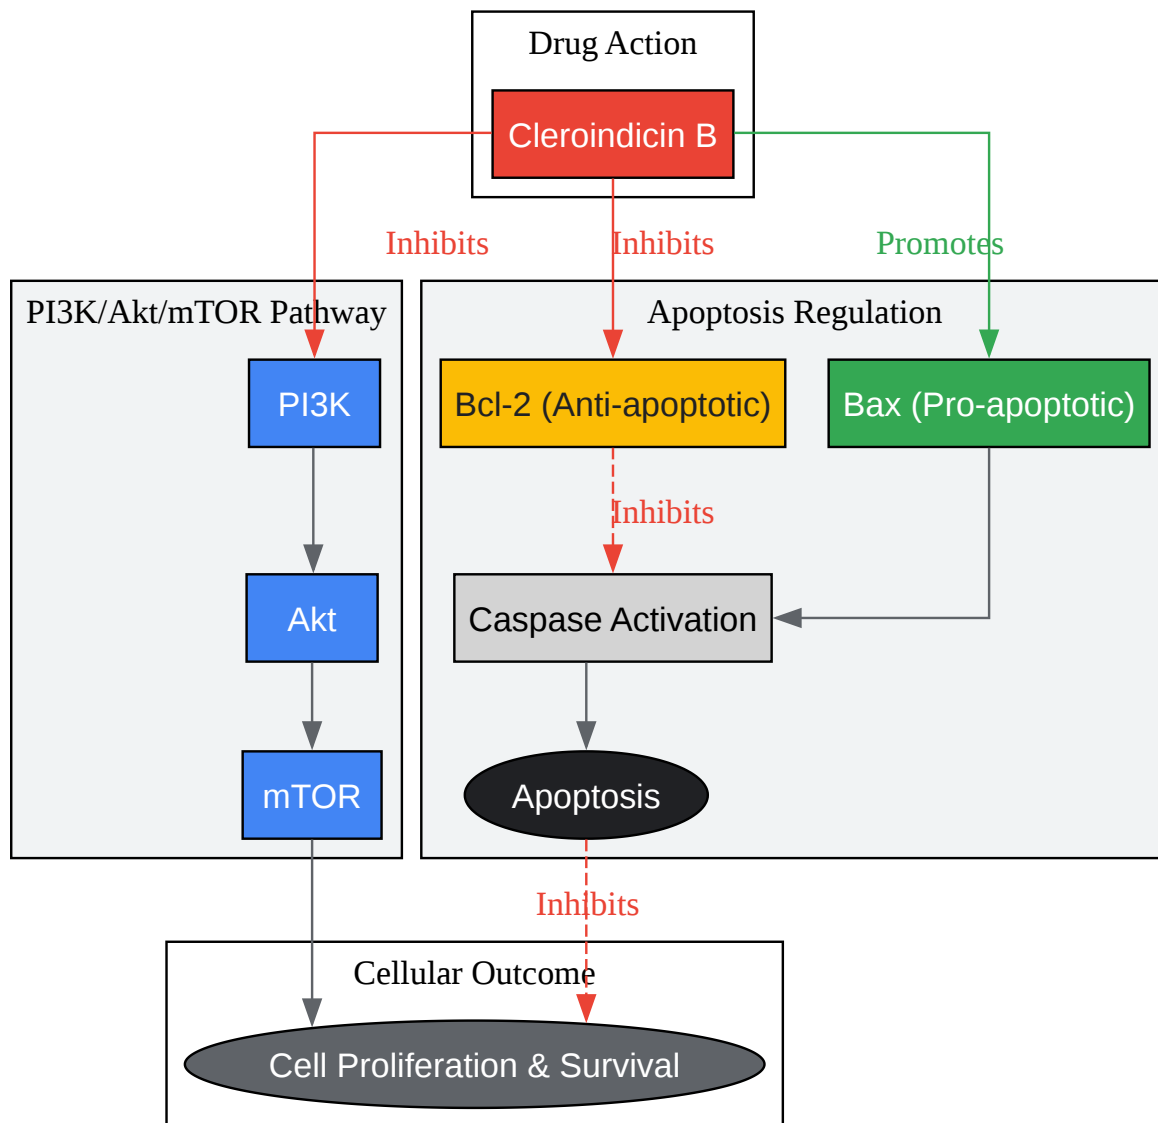 Drug Action
Cleroindicin B
Inhibits
Inhibits
Promotes
PI3K/Akt/mTOR Pathway
Apoptosis Regulation
PI3K
Bcl-2 (Anti-apoptotic)
Bax (Pro-apoptotic)
Inhibits
Akt
Caspase Activation
mTOR
Apoptosis
Inhibits
Cellular Outcome
Cell Proliferation & Survival